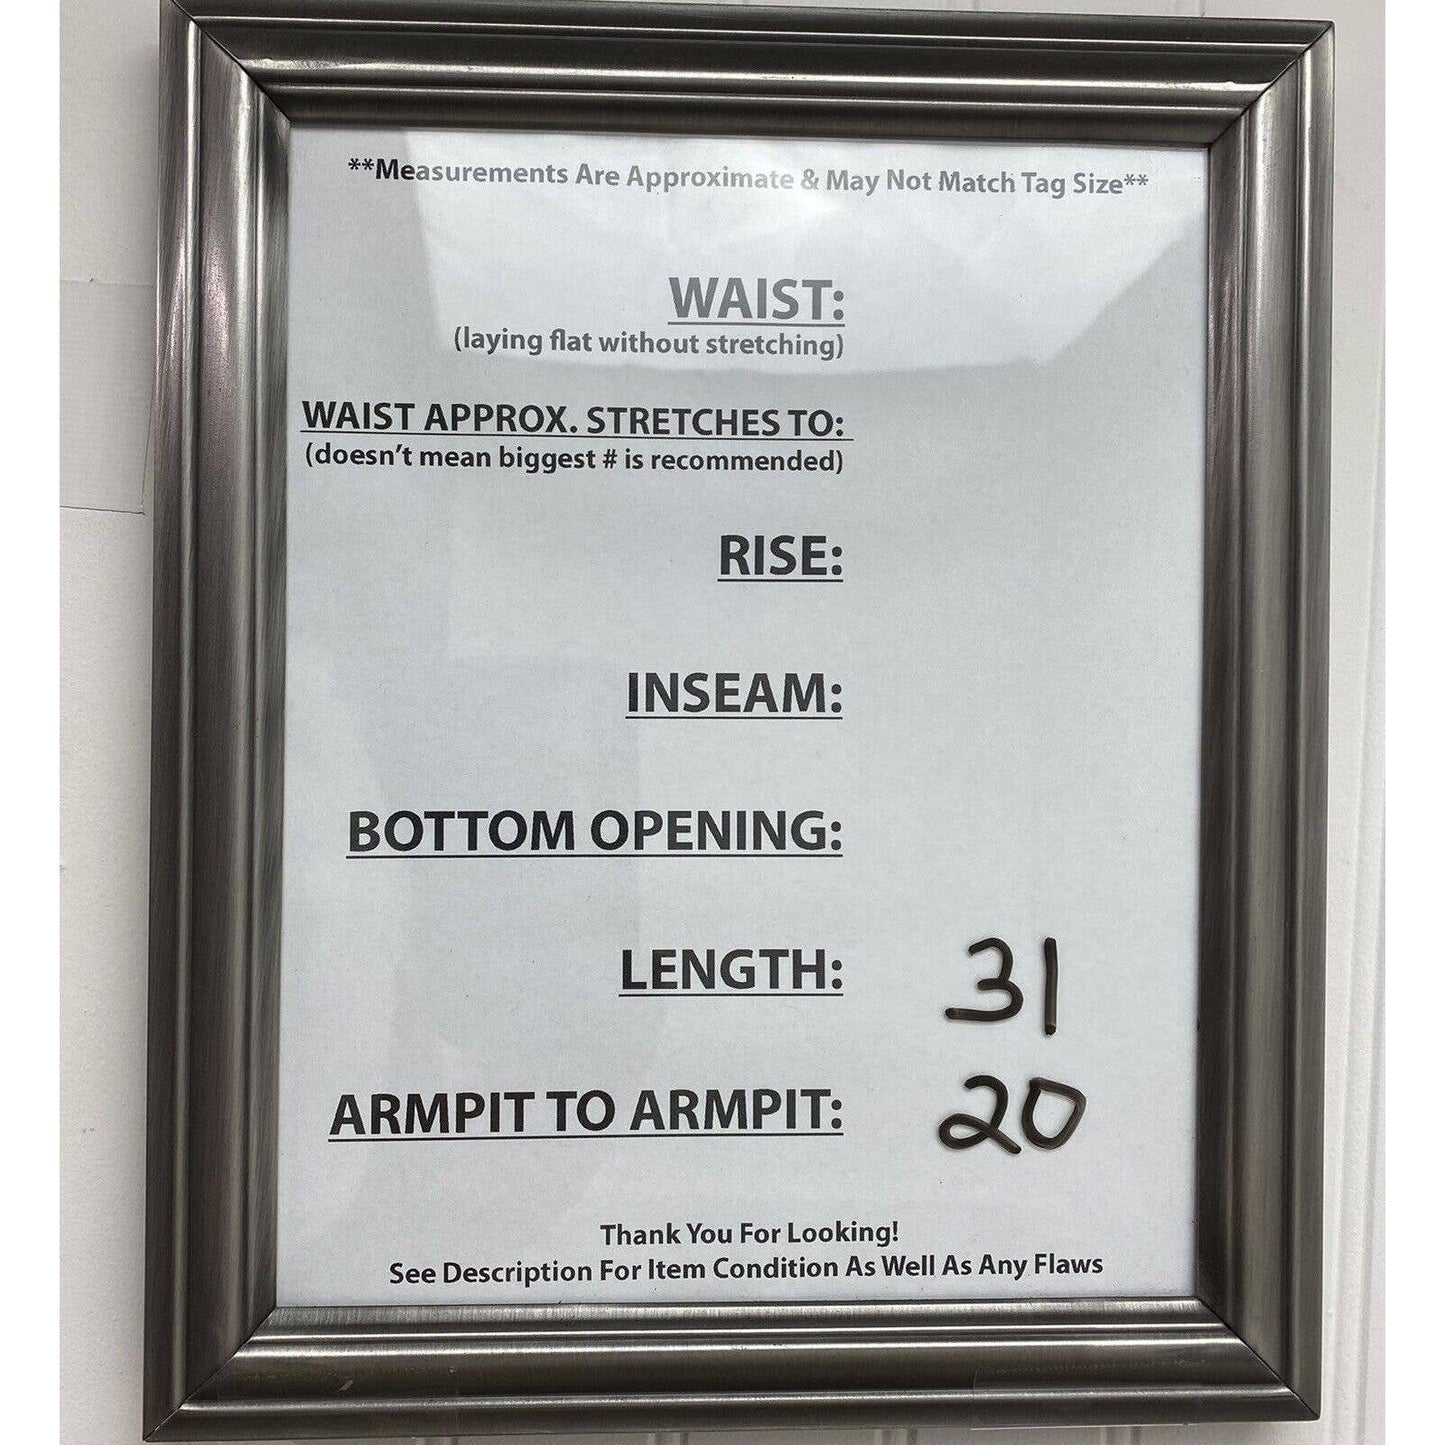 **Measurements Are Approximate & May Not Match Tag Size**
WAIST:
(laying flat without stretching)
WAIST APPROX. STRETCHES TO:
(doesn't mean biggest # is recommended)
RISE:
INSEAM:
BOTTOM OPENING:
LENGTH: 31
ARMPIT TO ARMPIT: 20
Thank You For Looking!
See Description For Item Condition As Well As Any Flaws